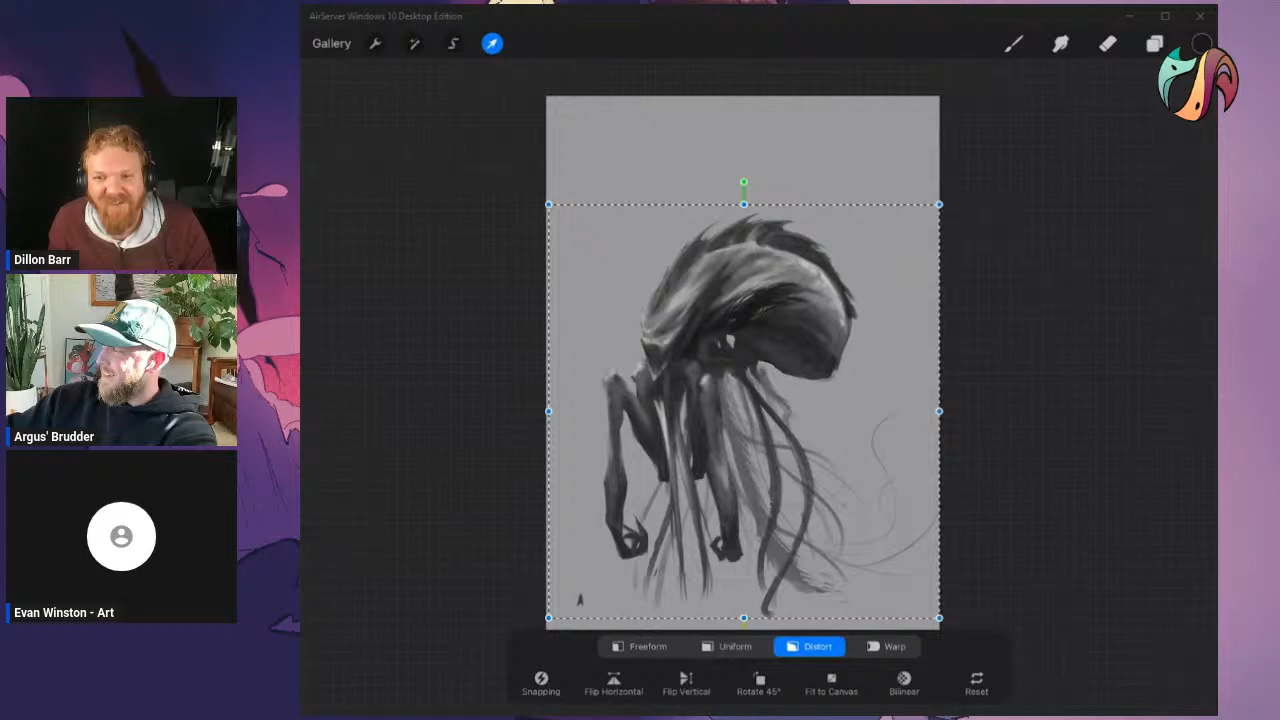 AirServer Windows 10 Desktop Edition
Gallery
Dillon Barr
Argus' Brudder
Evan Winston - Art
Freeform
Uniform
Distort
Warp
Snapping
Flip Horizontal
Flip Vertical
Rotate 45°
Fit to Canvas
Bilinear
Reset